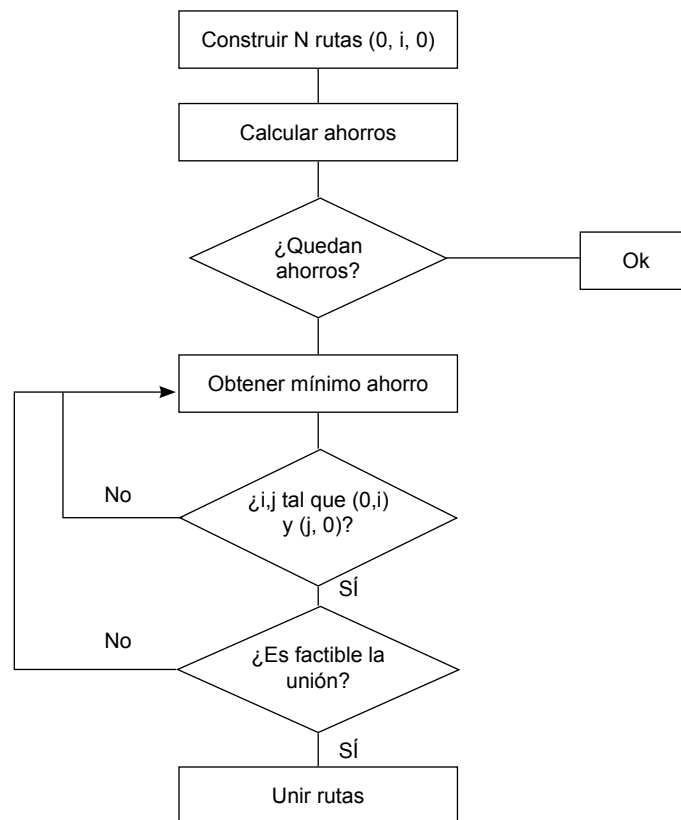 Construir N rutas (0, i, 0)
Calcular ahorros
¿Quedan
ahorros?
Ok
Obtener mínimo ahorro
No
¿i,j tal que (0,i)
y (j, 0)?
SÍ
No
¿Es factible la
unión?
SÍ
Unir rutas